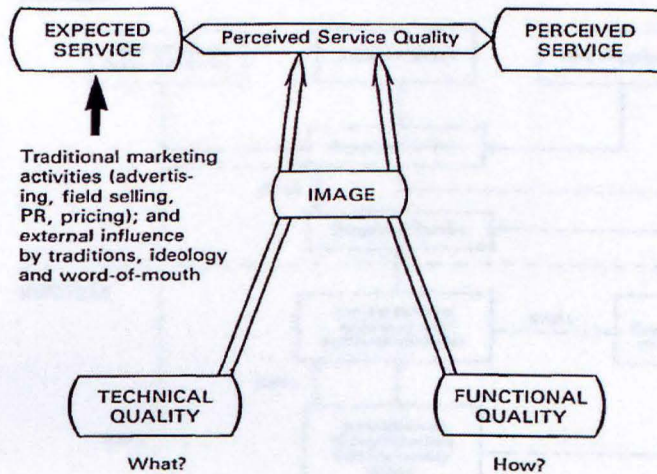 EXPECTED
SERVICE
Perceived Service Quality
PERCEIVED
SERVICE
Traditional marketing
activities (advertis-
ing, field selling,
PR, pricing); and
external influence
by traditions, ideology
and word-of-mouth
IMAGE
TECHNICAL
QUALITY
FUNCTIONAL
QUALITY
What?
How?